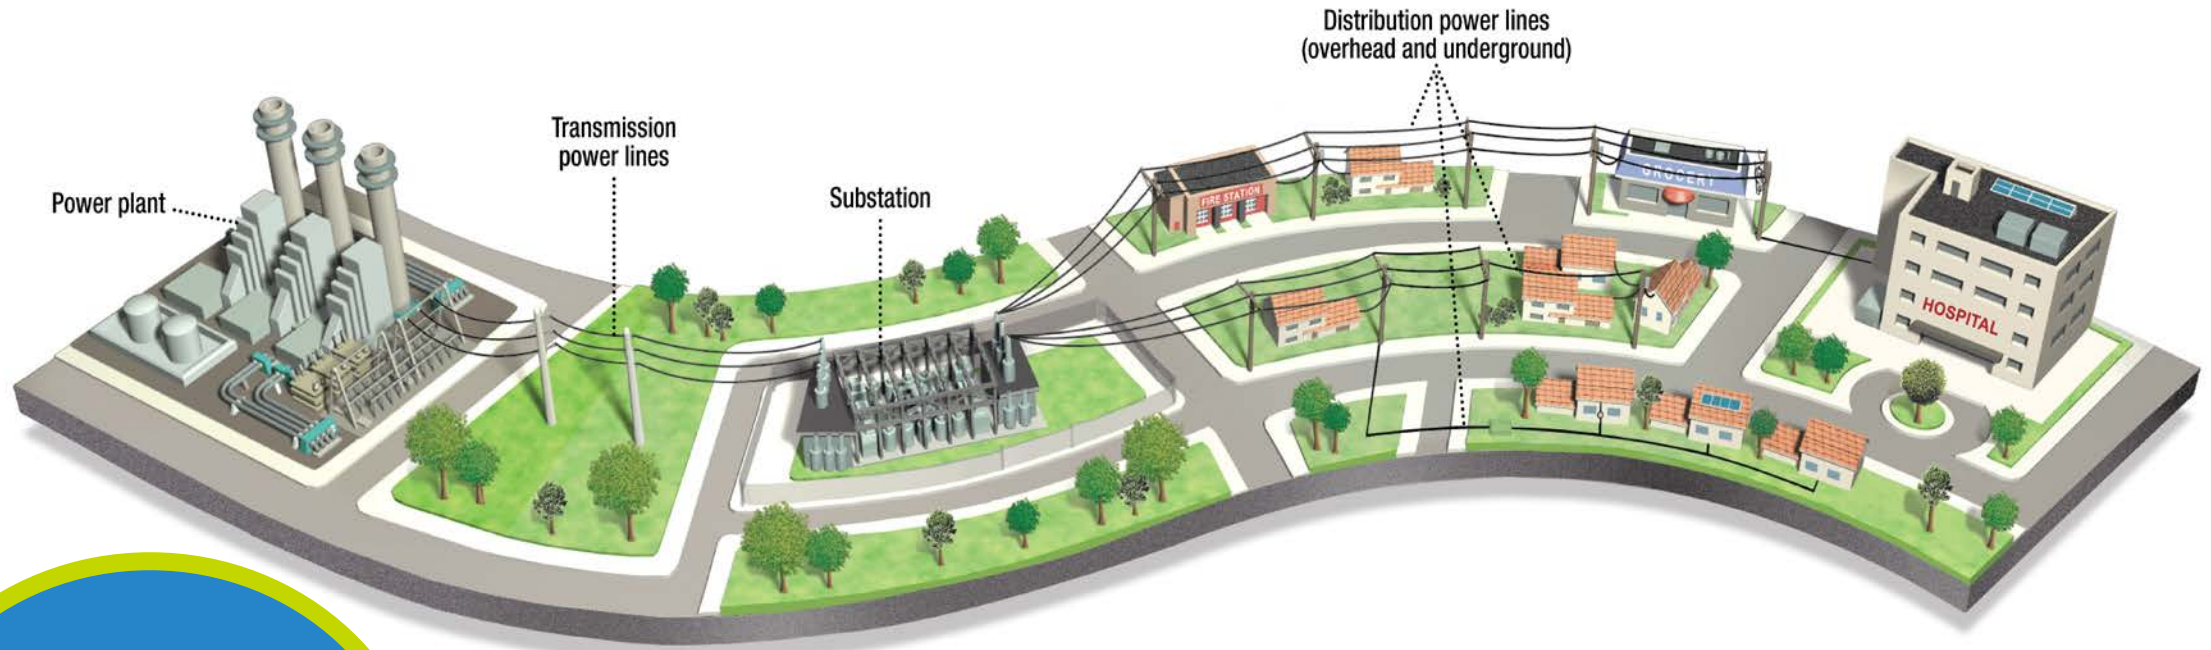 Distribution power lines
(overhead and underground)
Transmission
power lines
Power plant
Substation
FIRE STATION
GROCERY
HOSPITAL